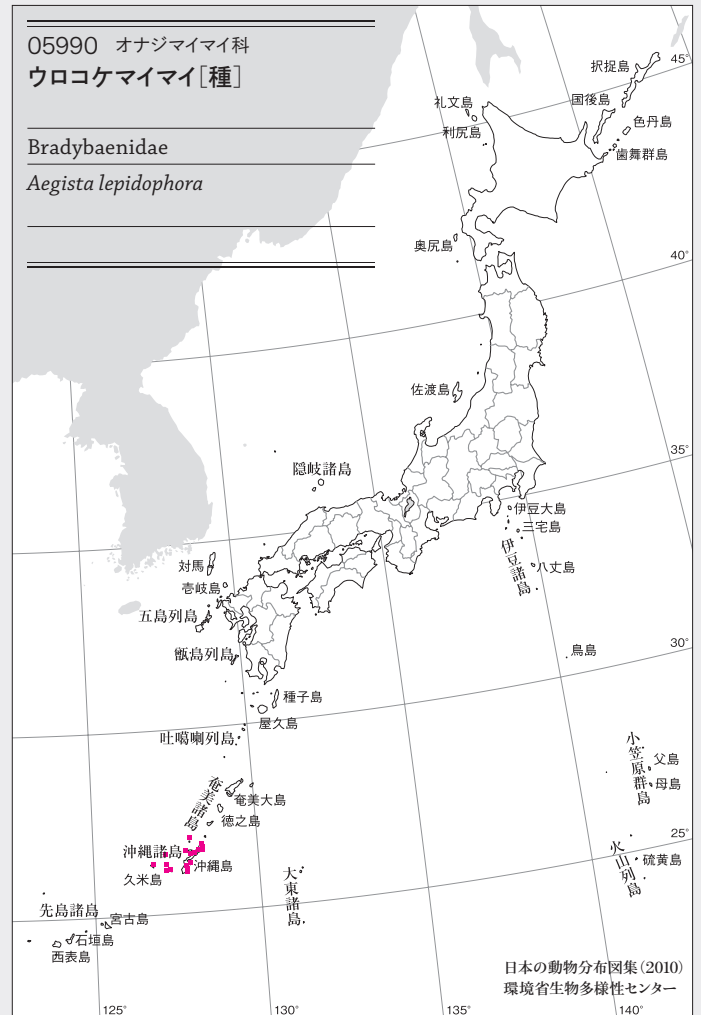 05990 オナジマイマイ科
ウロコケマイマイ[種]
Bradybaenidae
Aegista lepidophora
択捉島
45°
礼文島
国後島
利尻島
色丹島
歯舞群島
奥尻島
40°
佐渡島
35°
隠岐諸島
伊豆大島
三宅島
伊豆諸島
八丈島
対馬
壱岐島
五島列島
甑島列島
鳥島
30°
種子島
屋久島
吐噶喇列島
小笠原群島
父島
母島
奄美諸島
奄美大島
徳之島
25°
沖縄諸島
沖縄島
久米島
火山列島
硫黄島
大東諸島
先島諸島
宮古島
石垣島
西表島
日本の動物分布図集(2010)
環境省生物多様性センター
125°
130°
135°
140°